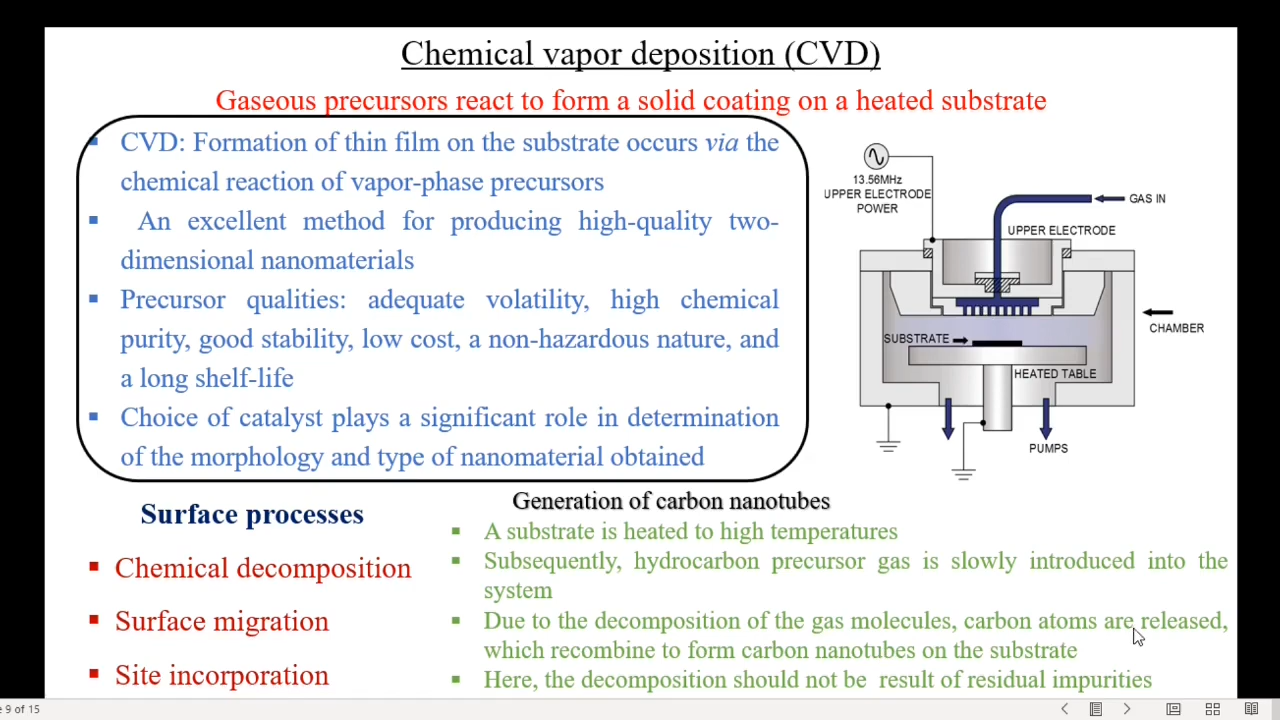 Chemical vapor deposition (CVD)
Gaseous precursors react to form a solid coating on a heated substrate
▪ CVD: Formation of thin film on the substrate occurs via the
chemical reaction of vapor-phase precursors
▪ An excellent method for producing high-quality two-
dimensional nanomaterials
▪ Precursor qualities: adequate volatility, high chemical
purity, good stability, low cost, a non-hazardous nature, and
a long shelf-life
▪ Choice of catalyst plays a significant role in determination
of the morphology and type of nanomaterial obtained
13.56MHz
UPPER ELECTRODE
POWER
GAS IN
UPPER ELECTRODE
CHAMBER
SUBSTRATE
HEATED TABLE
PUMPS
Surface processes
▪ Chemical decomposition
▪ Surface migration
▪ Site incorporation
Generation of carbon nanotubes
▪ A substrate is heated to high temperatures
▪ Subsequently, hydrocarbon precursor gas is slowly introduced into the
system
▪ Due to the decomposition of the gas molecules, carbon atoms are released,
which recombine to form carbon nanotubes on the substrate
▪ Here, the decomposition should not be result of residual impurities
e 9 of 15